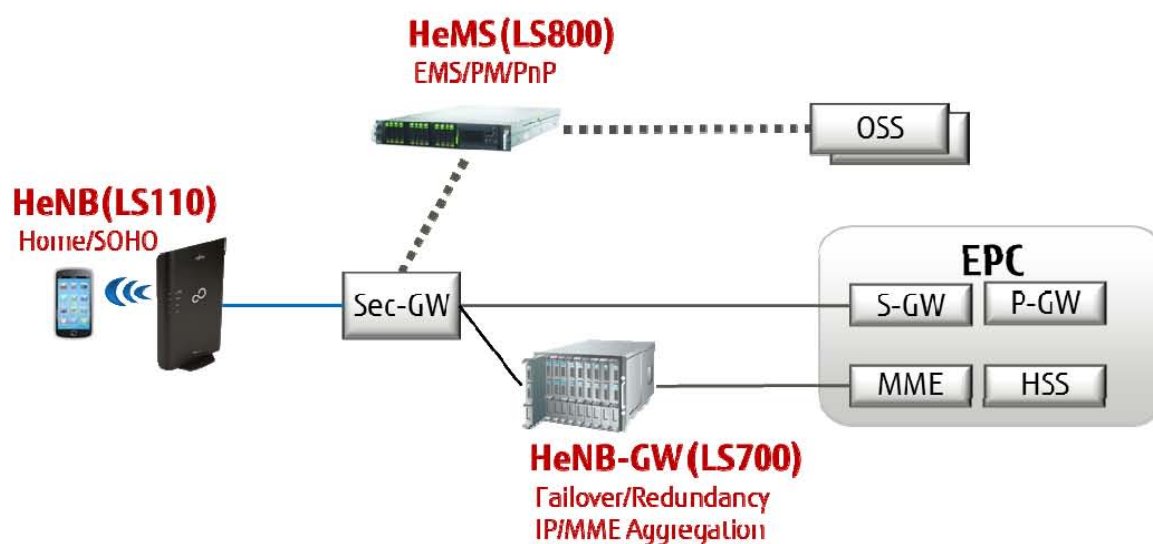 HeMS (LS800)
EMS/PM/PnP
OSS
HeNB (LS110)
Home/SOHO
Sec-GW
EPC
S-GW
P-GW
MME
HSS
HeNB-GW (LS700)
Failover/Redundancy
IP/MME Aggregation